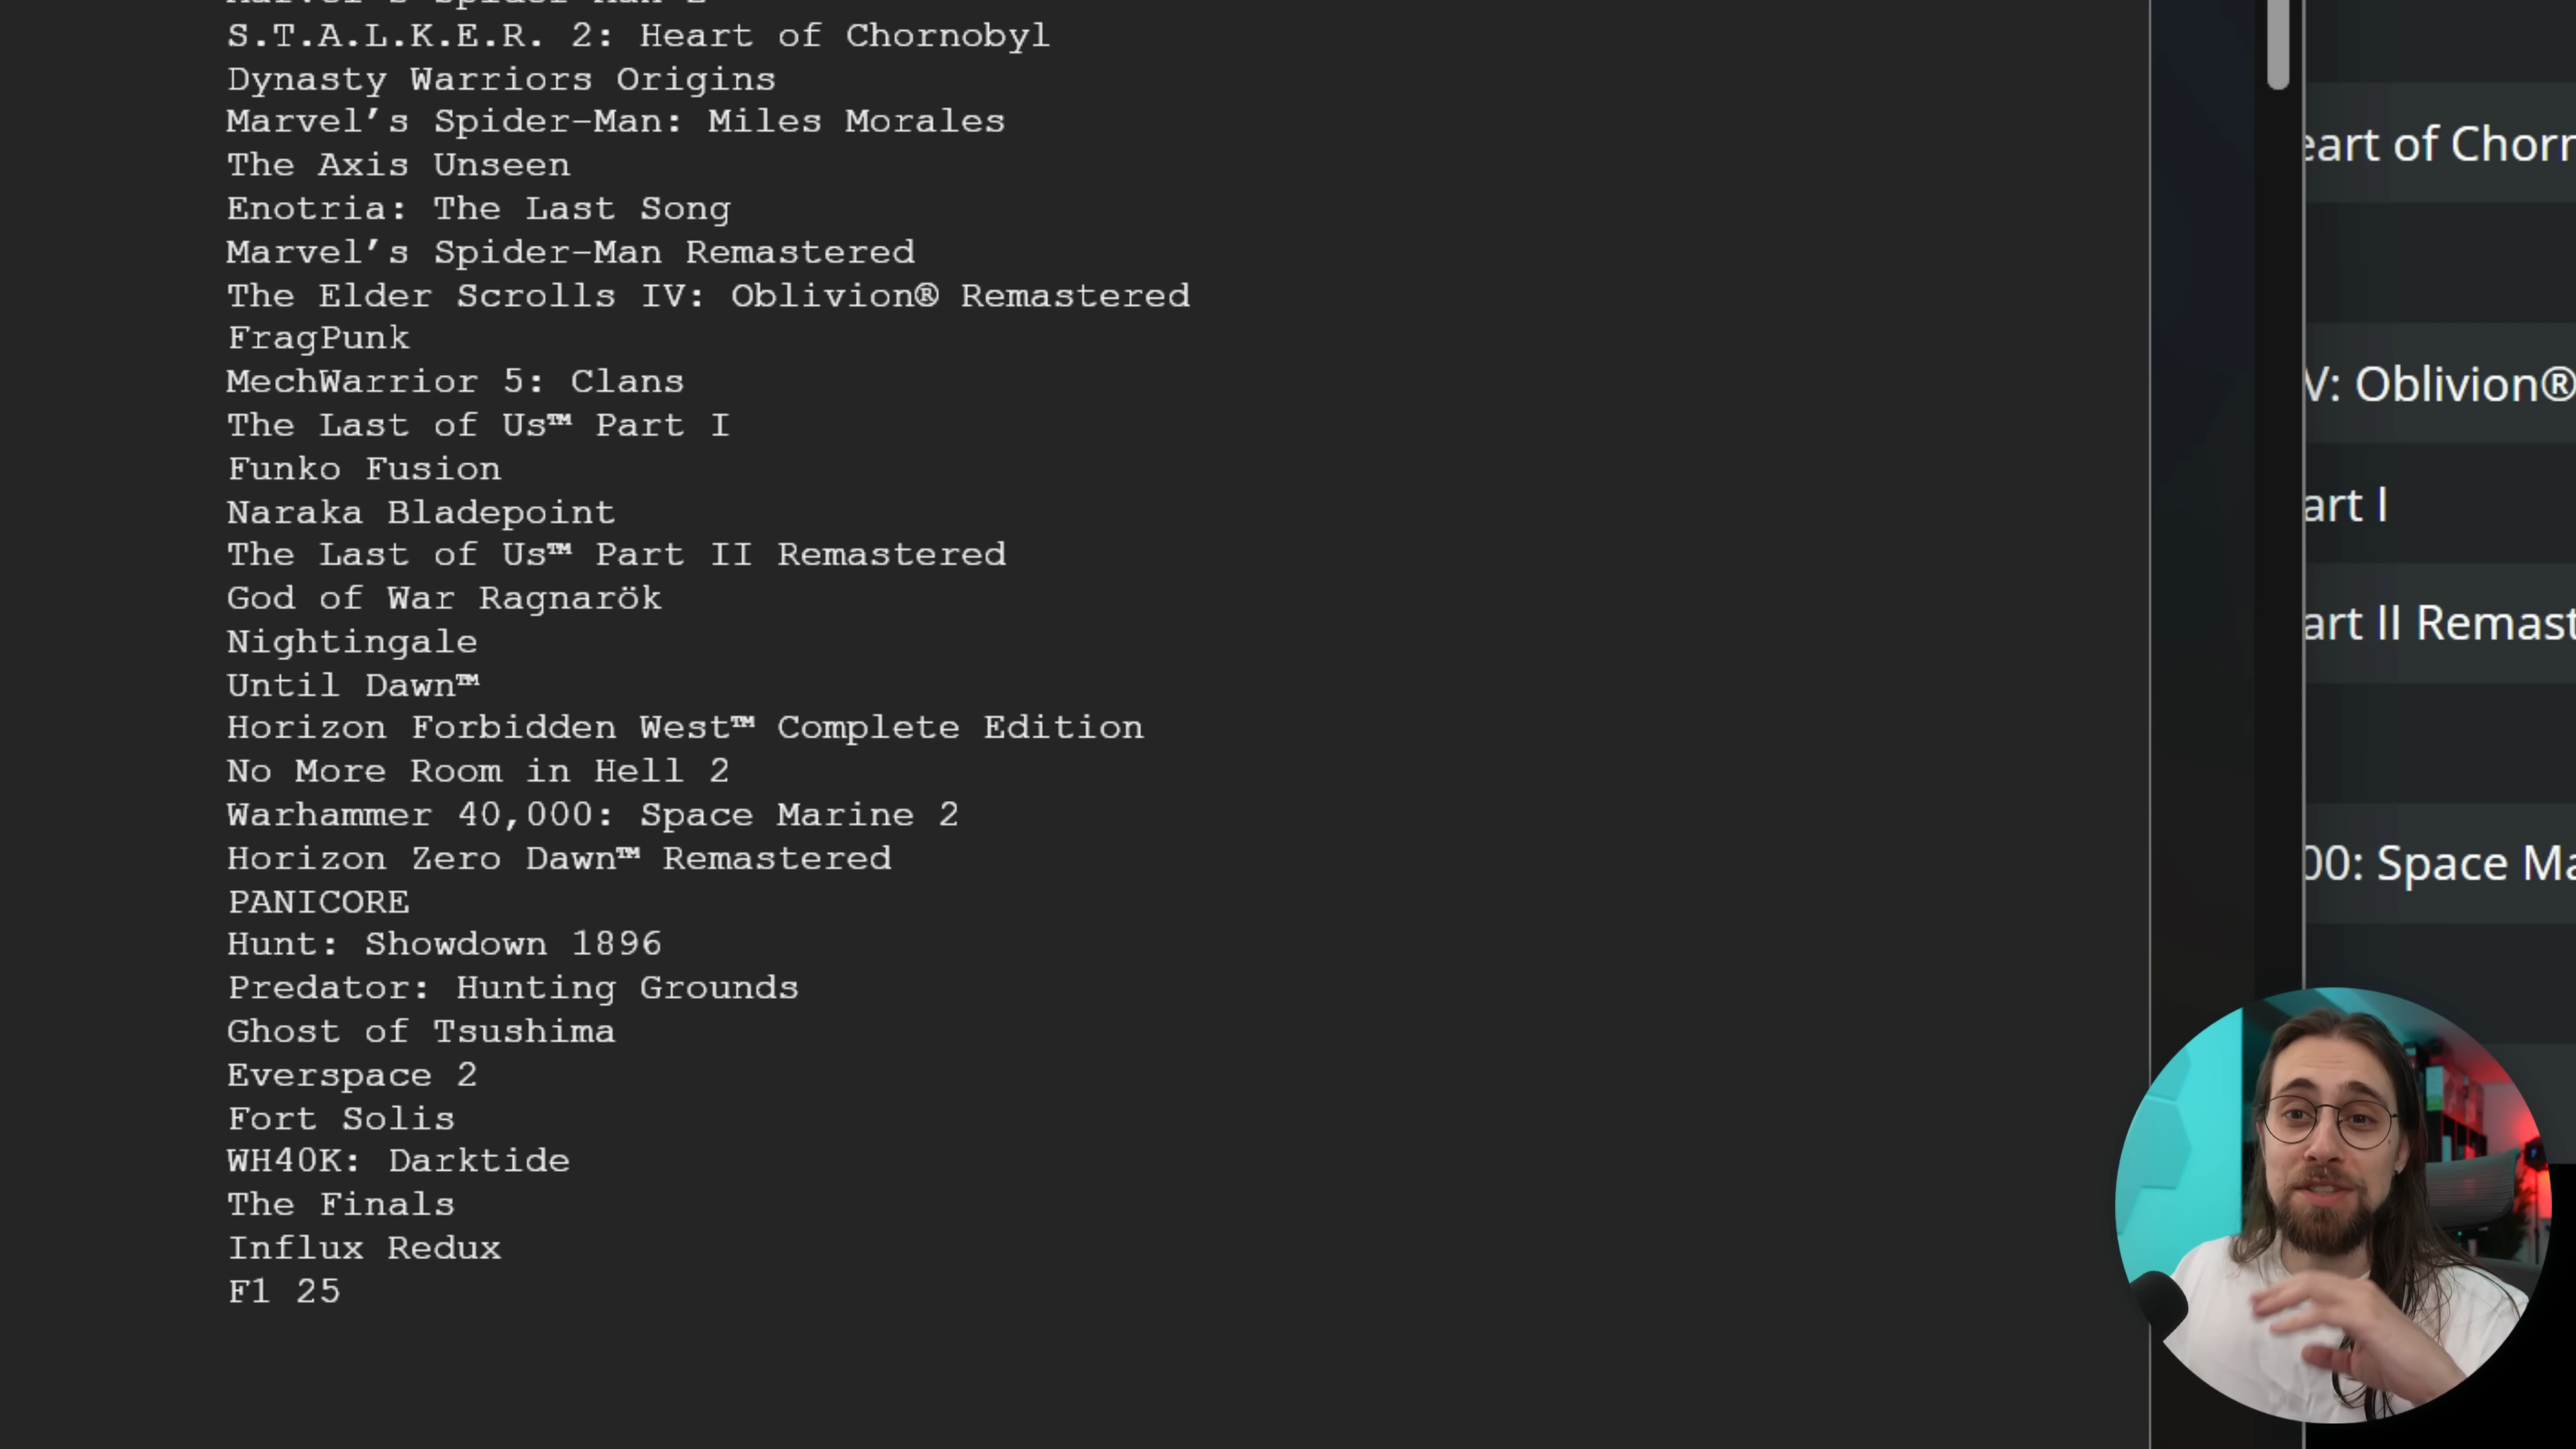 Marvel's Spider-Man 2
S.T.A.L.K.E.R. 2: Heart of Chornobyl
Dynasty Warriors Origins
Marvel’s Spider-Man: Miles Morales
The Axis Unseen
Enotria: The Last Song
Marvel’s Spider-Man Remastered
The Elder Scrolls IV: Oblivion® Remastered
FragPunk
MechWarrior 5: Clans
The Last of Us™ Part I
Funko Fusion
Naraka Bladepoint
The Last of Us™ Part II Remastered
God of War Ragnarök
Nightingale
Until Dawn™
Horizon Forbidden West™ Complete Edition
No More Room in Hell 2
Warhammer 40,000: Space Marine 2
Horizon Zero Dawn™ Remastered
PANICORE
Hunt: Showdown 1896
Predator: Hunting Grounds
Ghost of Tsushima
Everspace 2
Fort Solis
WH40K: Darktide
The Finals
Influx Redux
F1 25
eart of Chorn
V: Oblivion®
art I
art II Remast
00: Space Ma